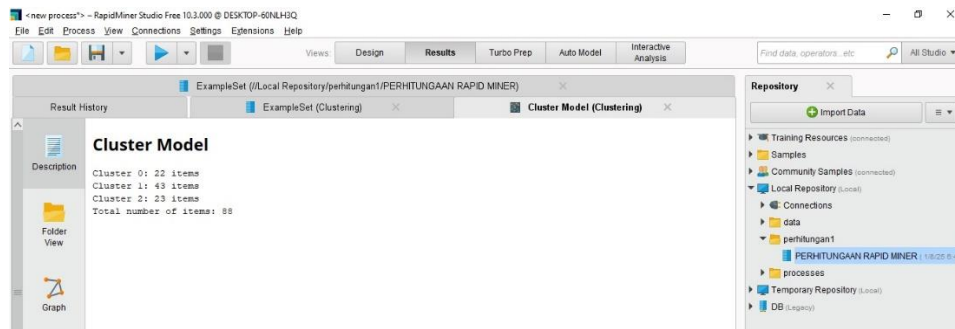 <new process*> – RapidMiner Studio Free 10.3.000 @ DESKTOP-60NLH3Q
File Edit Process View Connections Settings Extensions Help
Views: Design Results Turbo Prep Auto Model Interactive Analysis
Find data, operators...etc All Studio
ExampleSet (//Local Repository/perhitungan1/PERHITUNGAAN RAPID MINER)
Result History ExampleSet (Clustering) Cluster Model (Clustering)
Description
Folder View
Graph
Cluster Model
Cluster 0: 22 items
Cluster 1: 43 items
Cluster 2: 23 items
Total number of items: 88
Repository
Import Data
Training Resources (connected)
Samples
Community Samples (connected)
Local Repository (Local)
Connections
data
perhitungan1
PERHITUNGAAN RAPID MINER
processes
Temporary Repository (Local)
DB (Legacy)